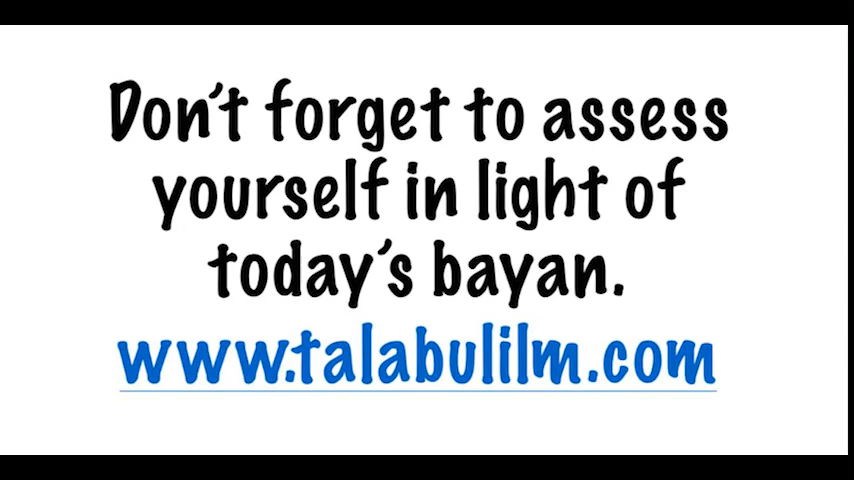 Don't forget to assess
yourself in light of
today's bayan.
www.talabulilm.com